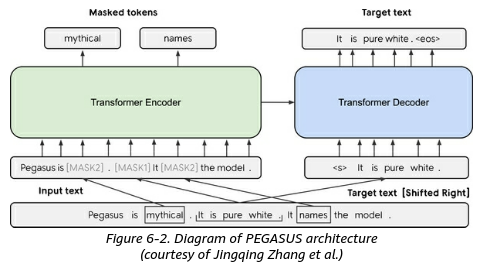 Masked tokens
Target text
mythical
names
It is pure white . <eos>
Transformer Encoder
Transformer Decoder
Pegasus is [MASK2] . [MASK1] It [MASK2] the model .
<s> It is pure white .
Input text
Target text [Shifted Right]
Pegasus is mythical . It is pure white . It names the model .
Figure 6-2. Diagram of PEGASUS architecture
(courtesy of Jingqing Zhang et al.)